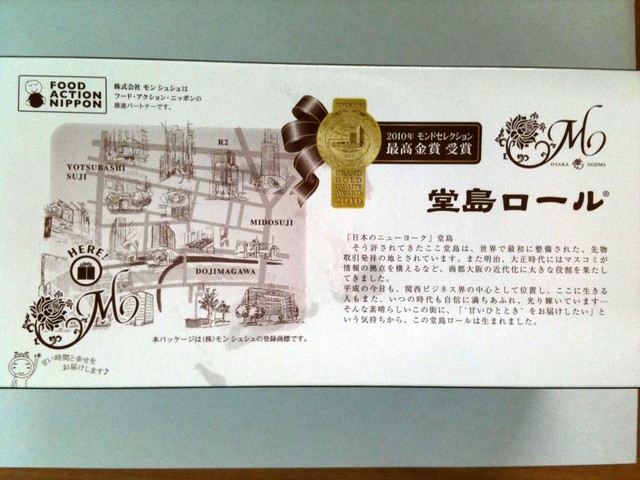 FOOD
ACTION
NIPPON
株式会社 モン シュシュは
フード・アクション・ニッポンの
推進パートナーです。
R2
YOTSUBASHI
SUJI
MIDOSUJI
HERE!
DOJIMAGAWA
M
本パッケージは(株)モン シュシュの登録商標です。
甘い時間と幸せを
お届けします♪
GRAND
GOLD
QUALITY
AWARD
2010
2010年 モンドセレクション
最高金賞 受賞
M
OSAKA DOJIMA
堂島ロール®
「日本のニューヨーク」堂島
そう許されてきたここ堂島は、世界で最初に整備された、先物
取引発祥の地とされています。また明治、大正時代にはマスコミが
情報の拠点を構えるなど、商都大阪の近代化に大きな役割を果たし
てきました。
平成の今日も、関西ビジネス界の中心として位置し、ここに生きる
人もまた、いつの時代も自信に満ちあふれ、光り輝いています…
そんな素晴らしいこの街に、「"甘いひととき"をお届けしたい」と
いう気持ちから、この堂島ロールは生まれました。